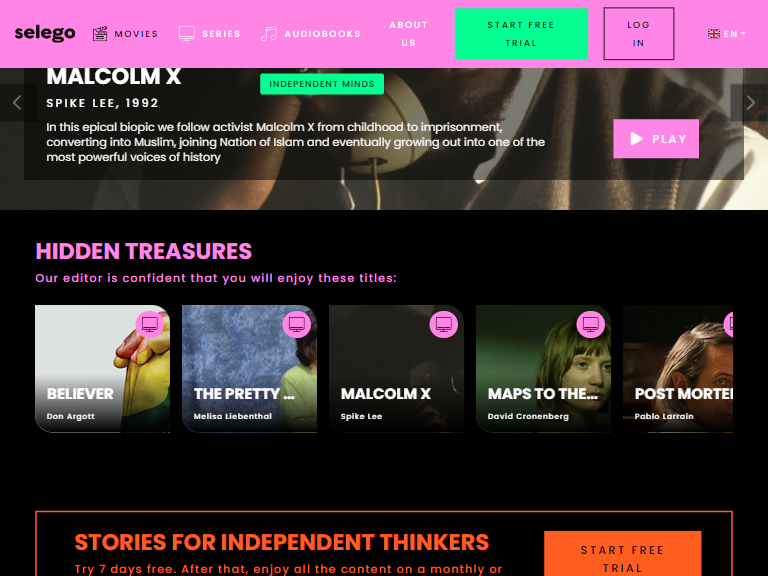 selego
MOVIES
SERIES
AUDIOBOOKS
ABOUT
US
START FREE
TRIAL
LOG
IN
EN
MALCOLM X
INDEPENDENT MINDS
SPIKE LEE, 1992
In this epical biopic we follow activist Malcolm X from childhood to imprisonment,
converting into Muslim, joining Nation of Islam and eventually growing out into one of the
most powerful voices of history
PLAY
HIDDEN TREASURES
Our editor is confident that you will enjoy these titles:
BELIEVER
Don Argott
THE PRETTY ...
Melisa Liebenthal
MALCOLM X
Spike Lee
MAPS TO THE...
David Cronenberg
POST MORTE
Pablo Larraín
STORIES FOR INDEPENDENT THINKERS
Try 7 days free. After that, enjoy all the content on a monthly or
START FREE
TRIAL